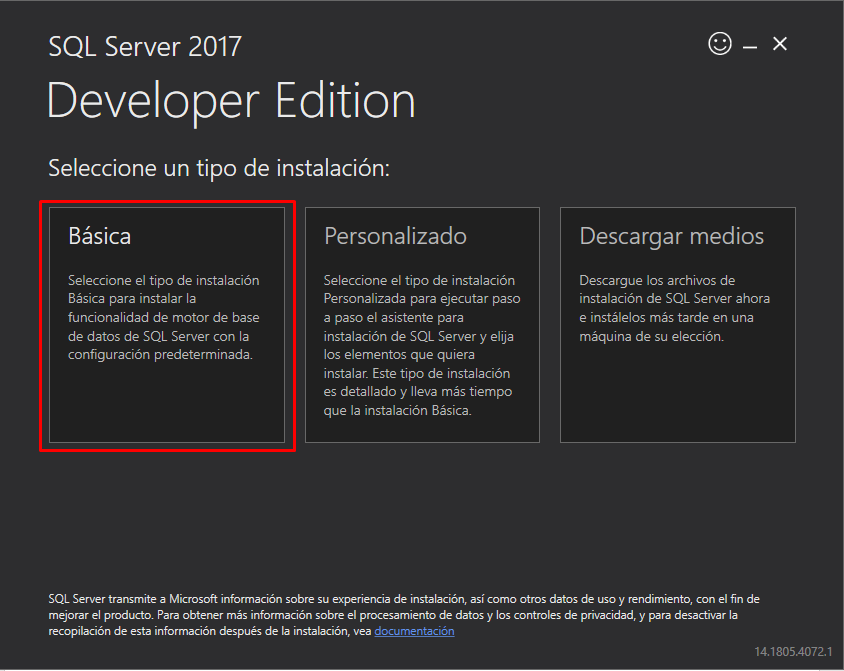 SQL Server 2017
Developer Edition
Seleccione un tipo de instalación:
Básica
Seleccione el tipo de instalación
Básica para instalar la
funcionalidad de motor de base
de datos de SQL Server con la
configuración predeterminada.
Personalizado
Seleccione el tipo de instalación
Personalizada para ejecutar paso
a paso el asistente para
instalación de SQL Server y elija
los elementos que quiera
instalar. Este tipo de instalación
es detallado y lleva más tiempo
que la instalación Básica.
Descargar medios
Descargue los archivos de
instalación de SQL Server ahora
e instálelos más tarde en una
máquina de su elección.
SQL Server transmite a Microsoft información sobre su experiencia de instalación, así como otros datos de uso y rendimiento, con el fin de
mejorar el producto. Para obtener más información sobre el procesamiento de datos y los controles de privacidad, y para desactivar la
recopilación de esta información después de la instalación, vea documentación
14.1805.4072.1